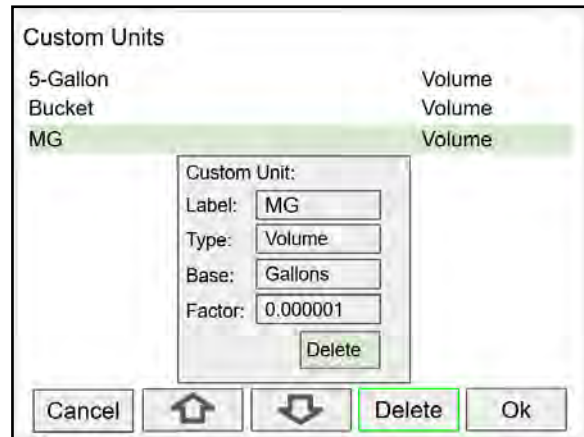 Custom Units
5-Gallon Volume
Bucket Volume
MG Volume
Custom Unit:
Label: MG
Type: Volume
Base: Gallons
Factor: 0.000001
Delete
Cancel Delete Ok